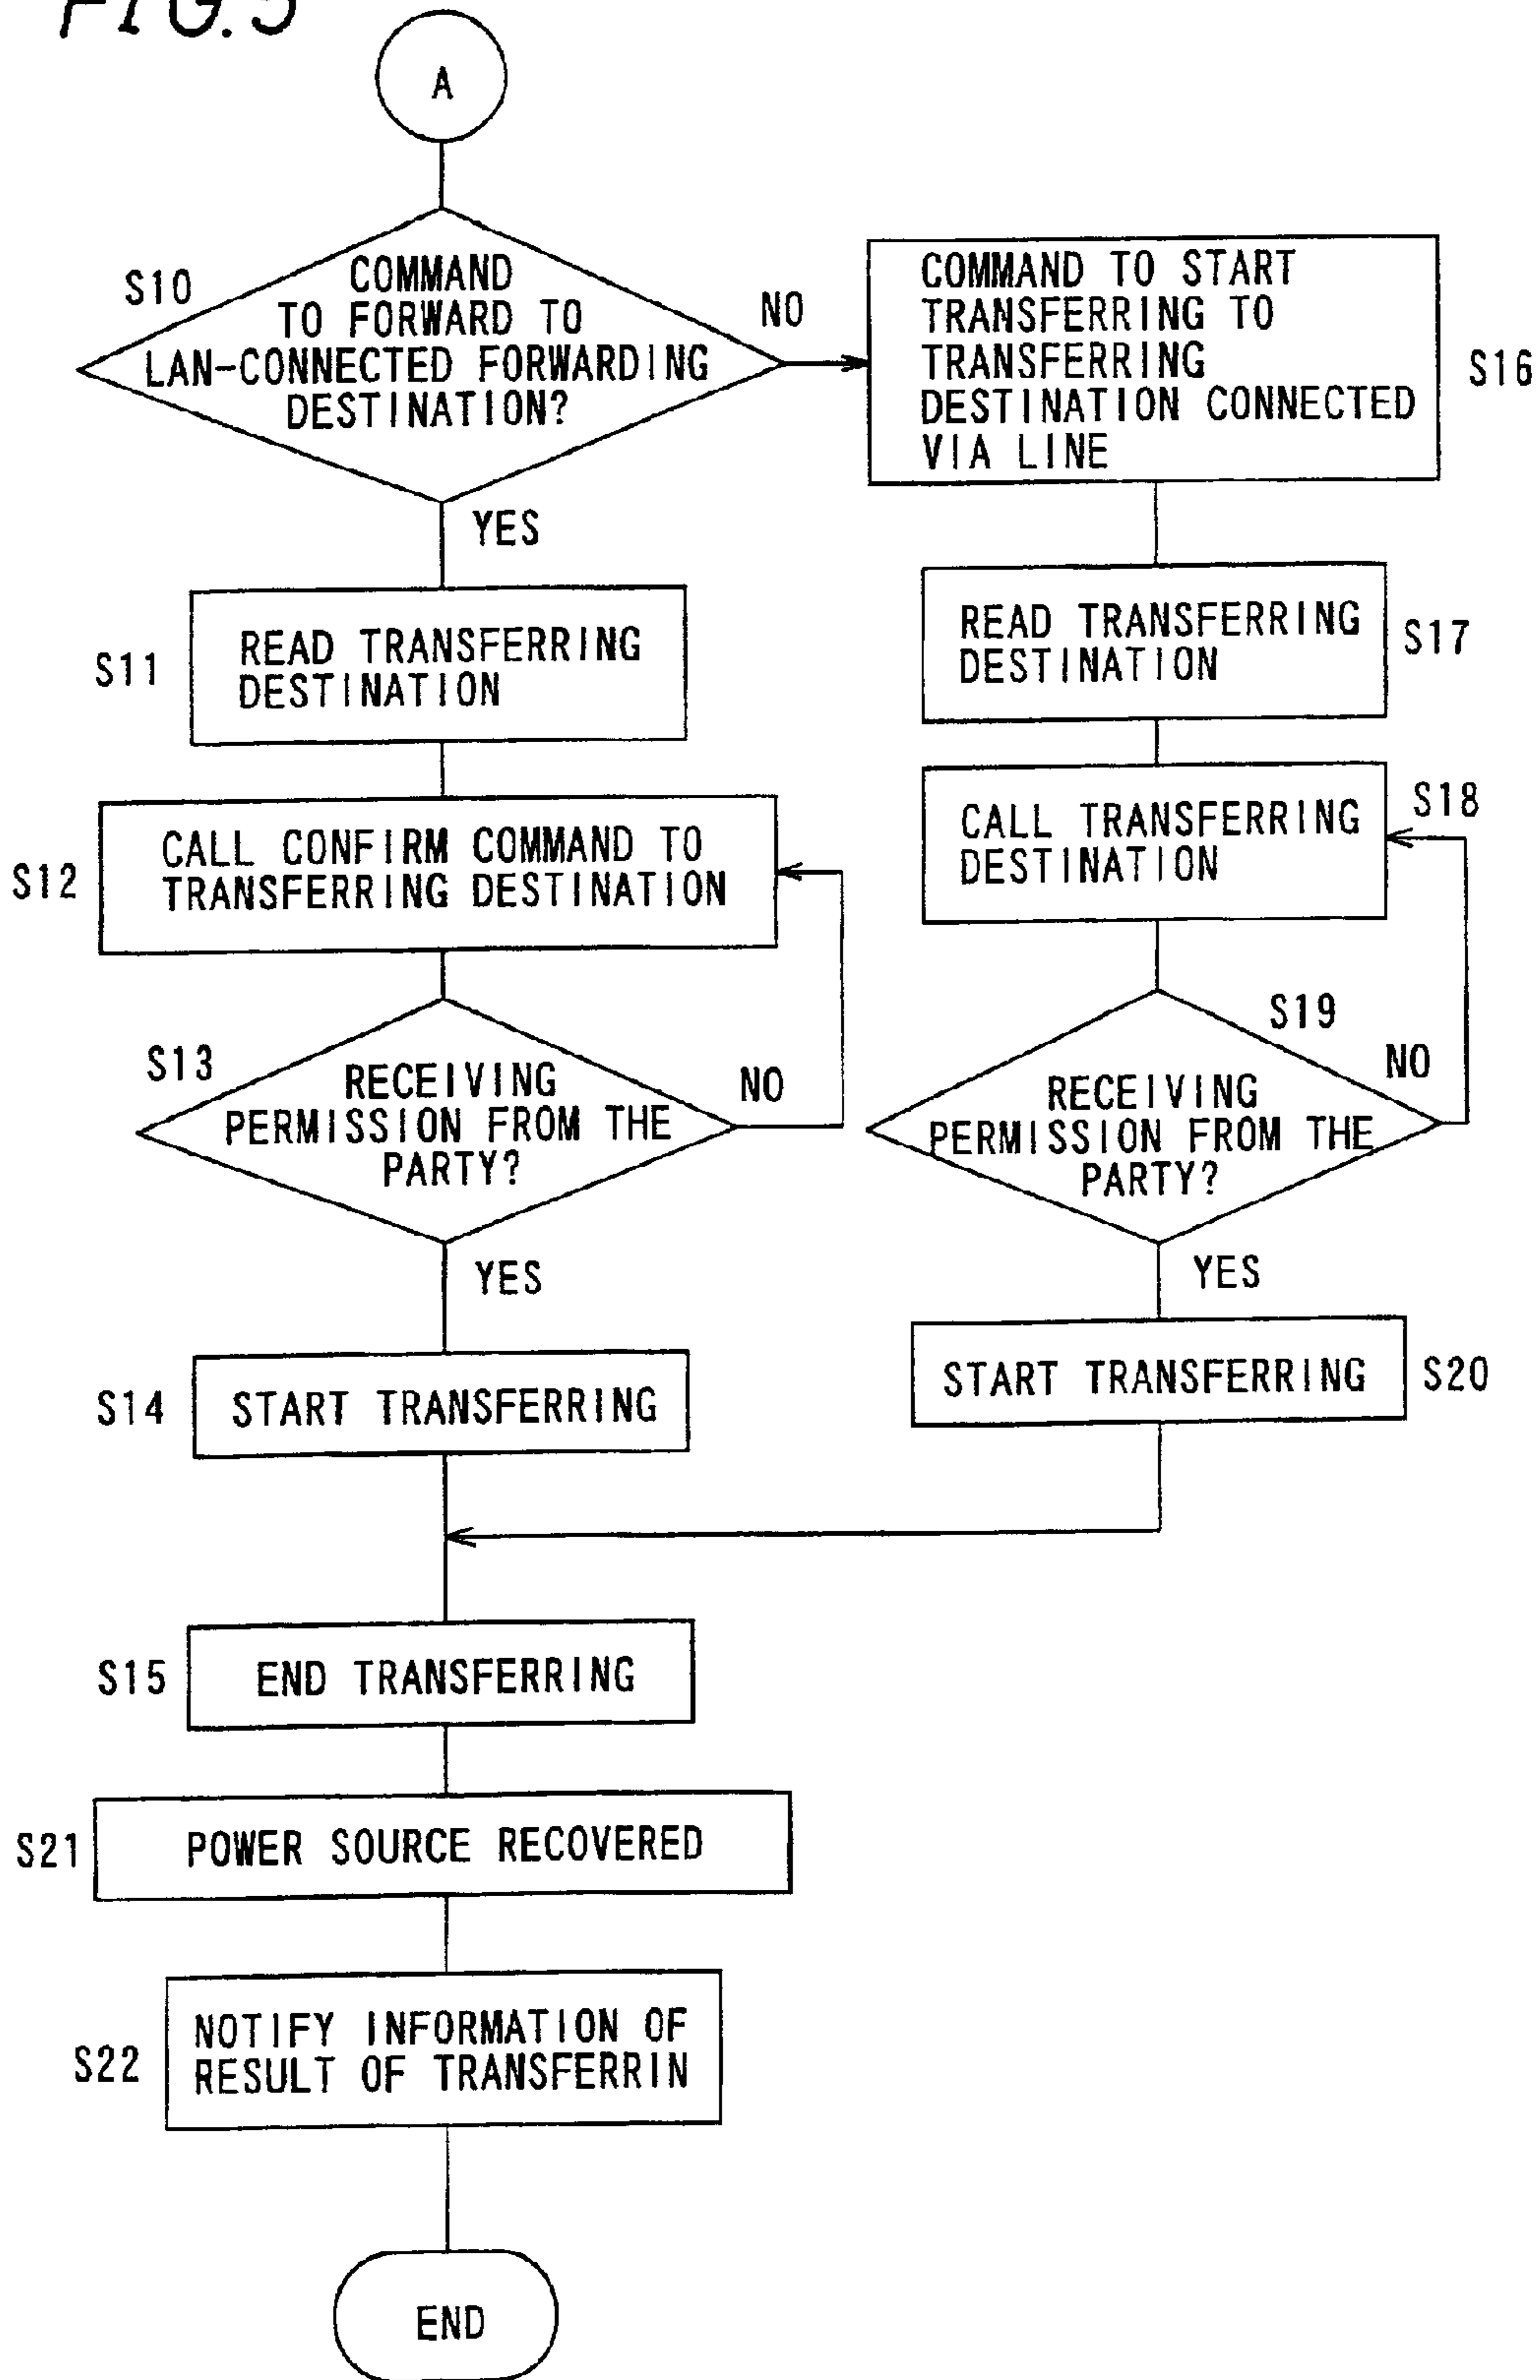 FIG. 5
A
S10
COMMAND
TO FORWARD TO
LAN-CONNECTED FORWARDING
DESTINATION?
NO
YES
COMMAND TO START
TRANSFERRING TO
TRANSFERRING
DESTINATION CONNECTED
VIA LINE
S16
S11
READ TRANSFERRING
DESTINATION
READ TRANSFERRING
DESTINATION
S17
S12
CALL CONFIRM COMMAND TO
TRANSFERRING DESTINATION
CALL TRANSFERRING
DESTINATION
S18
S13
RECEIVING
PERMISSION FROM THE
PARTY?
NO
YES
S19
RECEIVING
PERMISSION FROM THE
PARTY?
NO
YES
S14
START TRANSFERRING
START TRANSFERRING
S20
S15
END TRANSFERRING
S21
POWER SOURCE RECOVERED
S22
NOTIFY INFORMATION OF
RESULT OF TRANSFERRIN
END